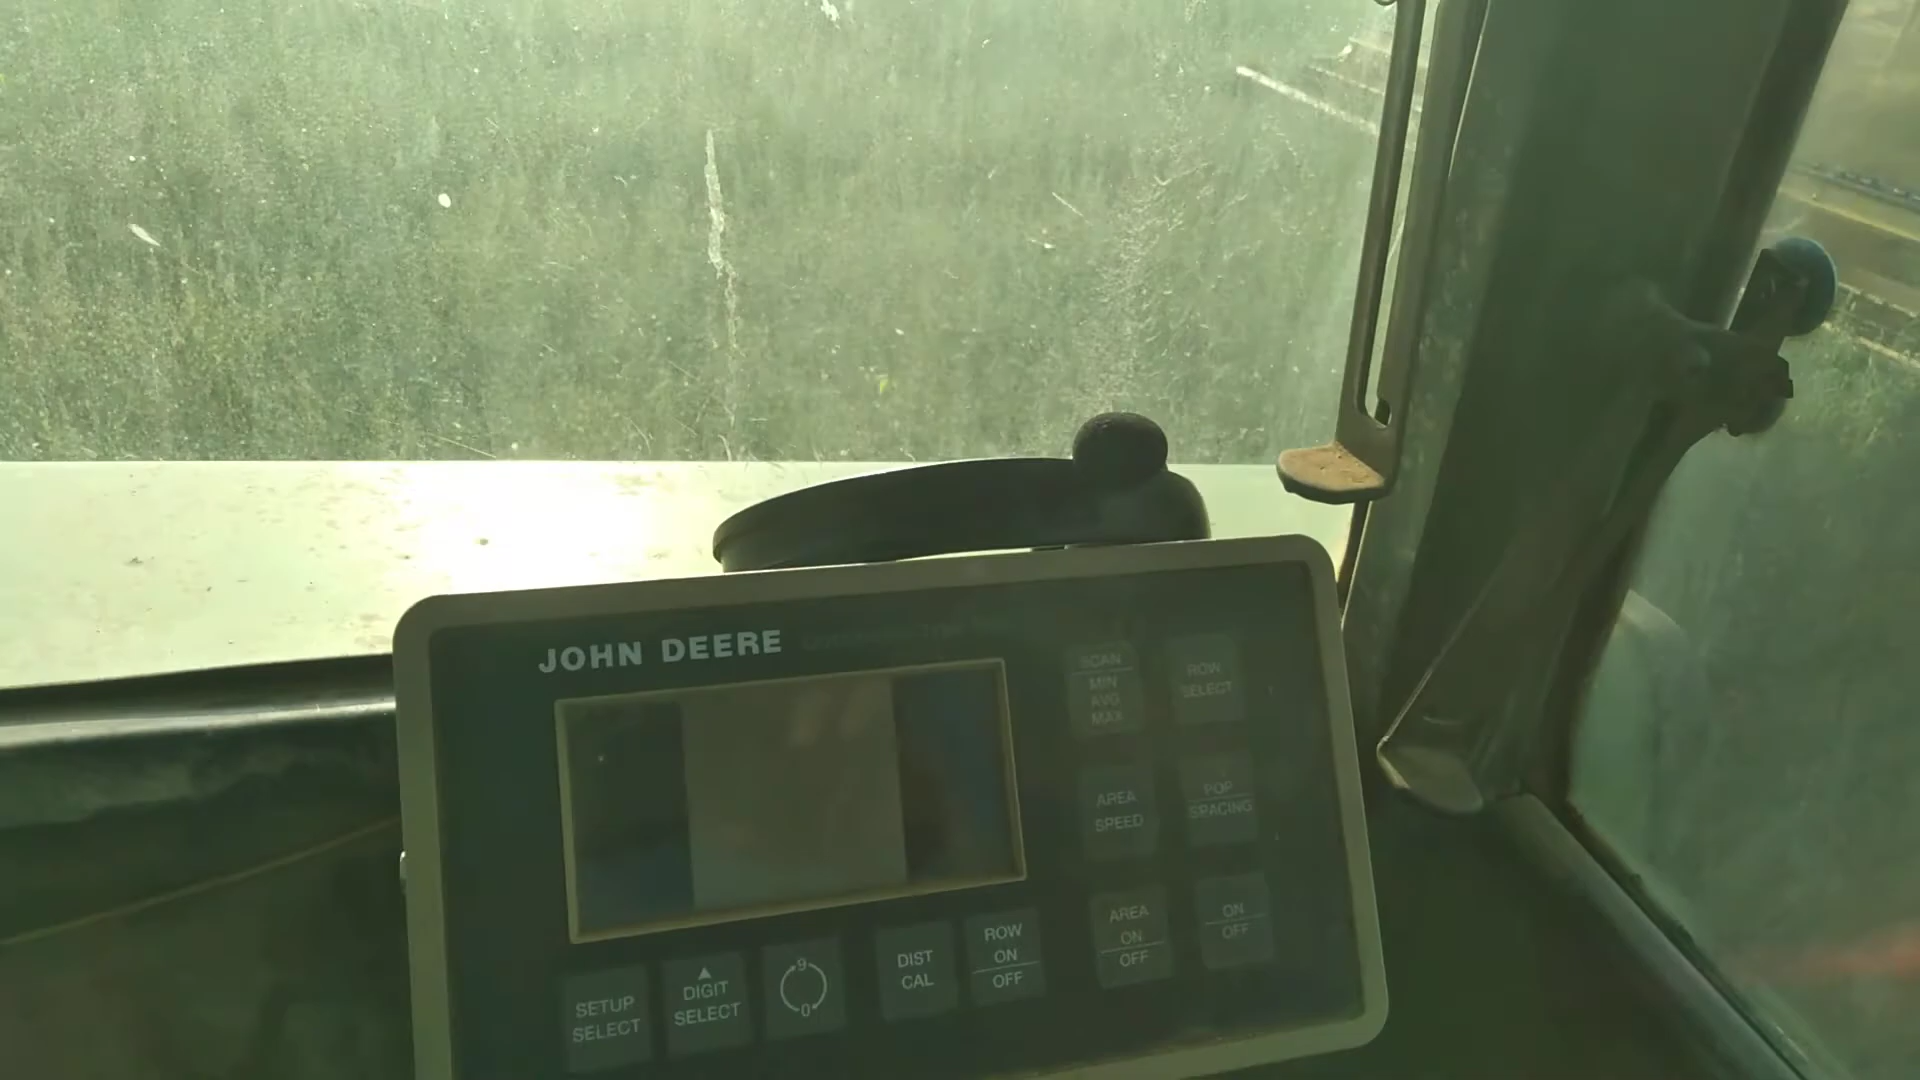 JOHN DEERE
SCAN
MIN
AVG
MAX
ROW
SELECT
AREA
SPEED
POP
SPACING
SETUP
SELECT
▲
DIGIT
SELECT
9
0
DIST
CAL
ROW
ON
OFF
AREA
ON
OFF
ON
OFF